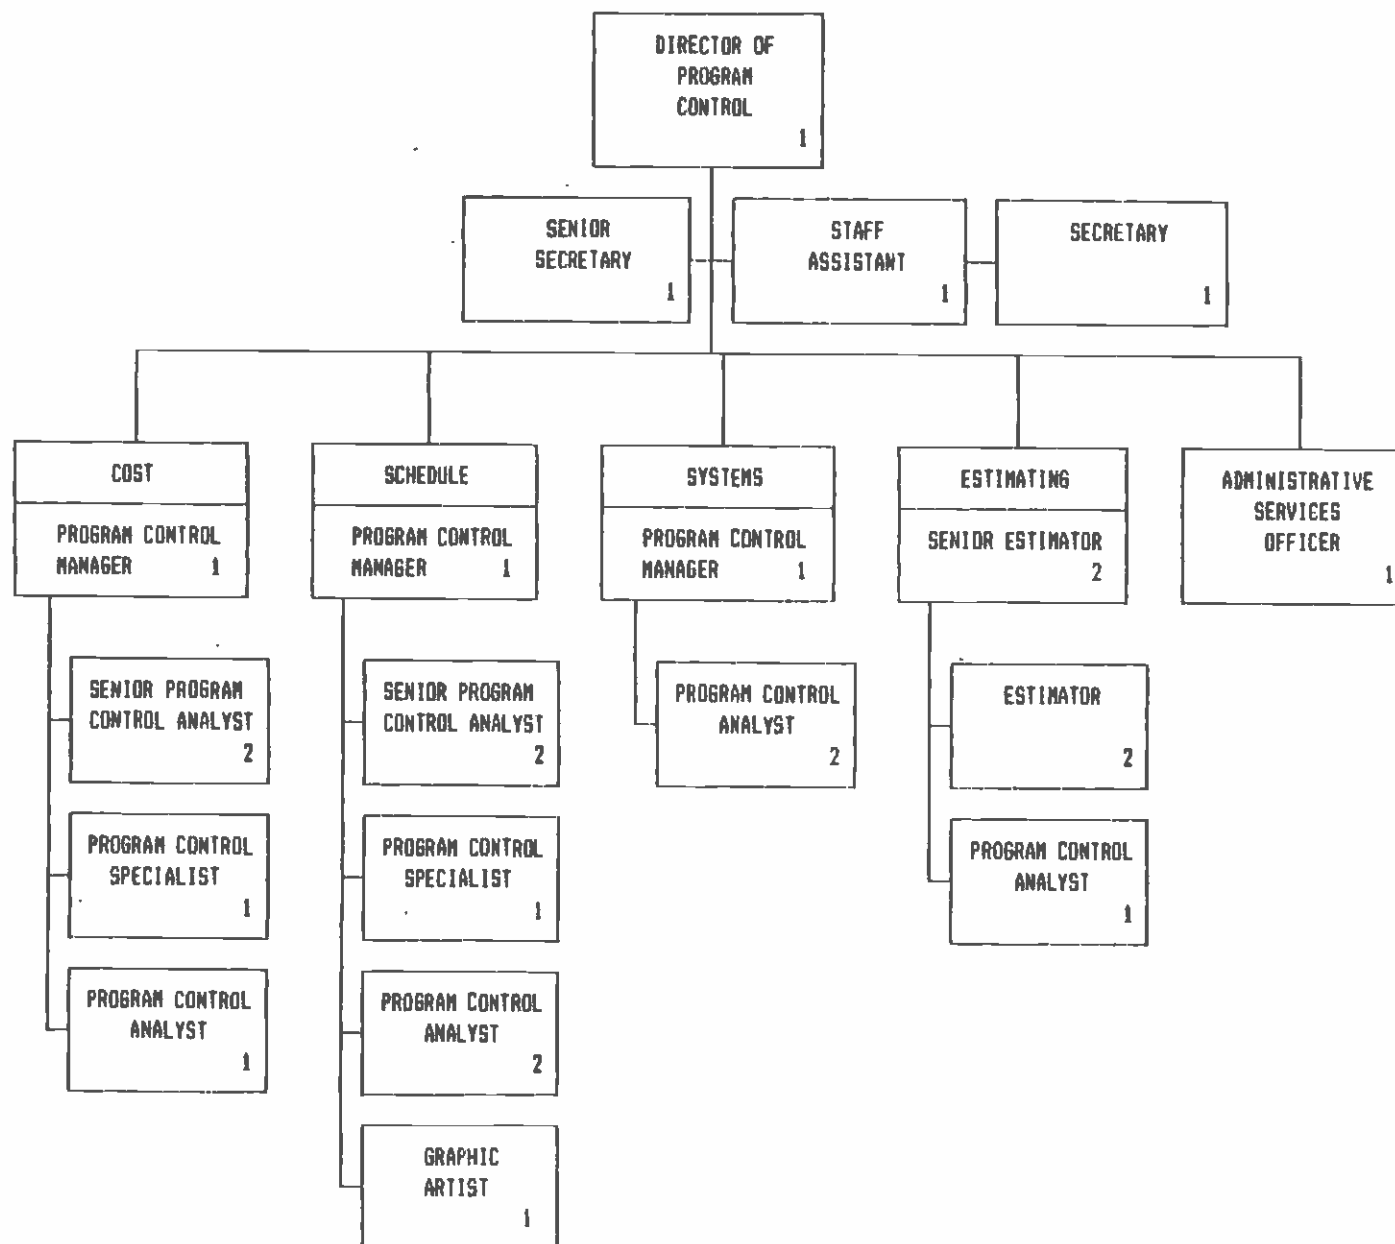 DIRECTOR OF
PROGRAM
CONTROL
1
SENIOR
SECRETARY
1
STAFF
ASSISTANT
1
SECRETARY
1
COST
PROGRAM CONTROL
MANAGER 1
SENIOR PROGRAM
CONTROL ANALYST
2
PROGRAM CONTROL
SPECIALIST
1
PROGRAM CONTROL
ANALYST
1
SCHEDULE
PROGRAM CONTROL
MANAGER 1
SENIOR PROGRAM
CONTROL ANALYST
2
PROGRAM CONTROL
SPECIALIST
1
PROGRAM CONTROL
ANALYST
2
GRAPHIC
ARTIST
1
SYSTEMS
PROGRAM CONTROL
MANAGER 1
PROGRAM CONTROL
ANALYST
2
ESTIMATING
SENIOR ESTIMATOR
2
ESTIMATOR
2
PROGRAM CONTROL
ANALYST
1
ADMINISTRATIVE
SERVICES
OFFICER
1